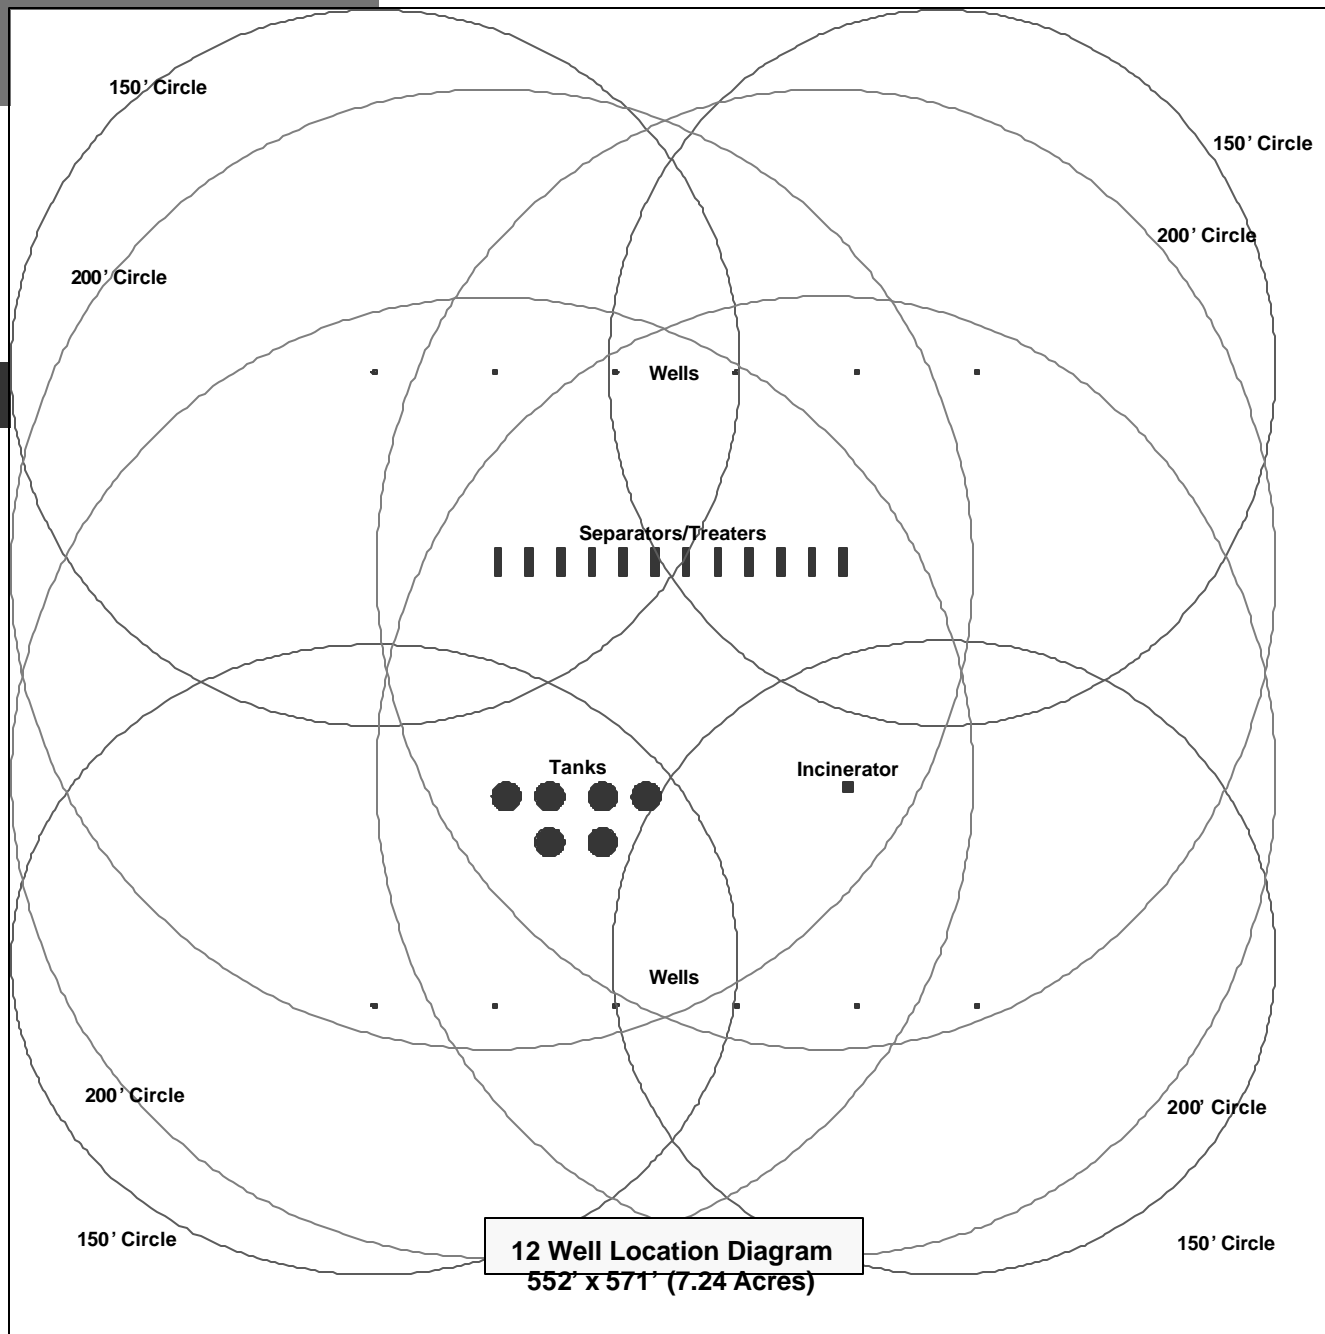 150’ Circle
150’ Circle
200’ Circle
200’ Circle
Wells
Separators/Treaters
Tanks
Incinerator
Wells
200’ Circle
200’ Circle
150’ Circle
150’ Circle
12 Well Location Diagram
552’ x 571’ (7.24 Acres)